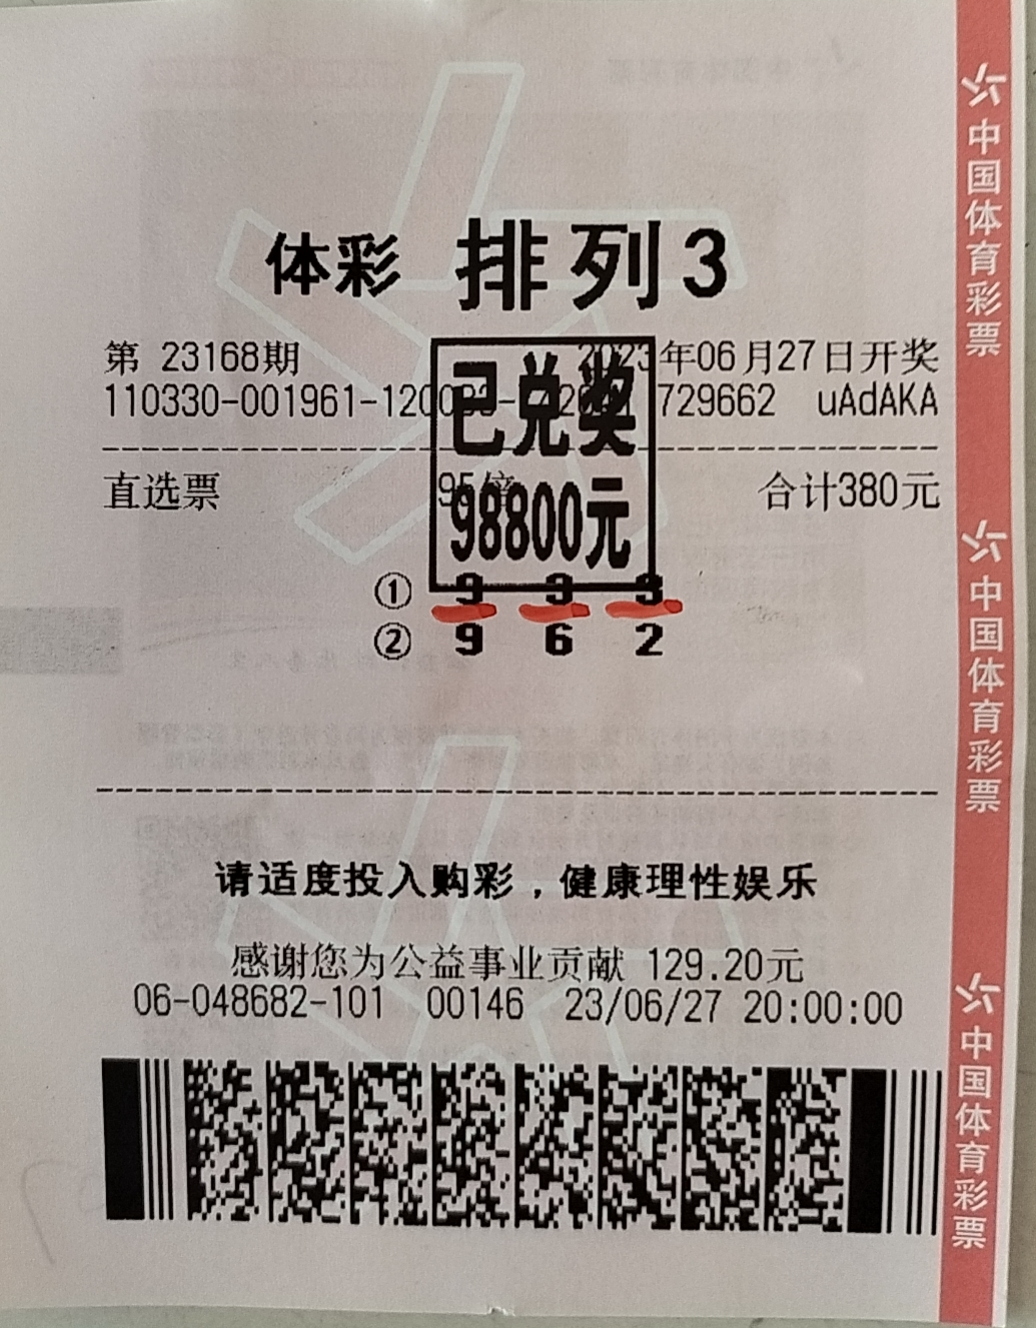 体彩 排列3
第 23168期 2023年06月27日开奖
已兑奖
110330-001961-120 729662 uAdAKA
直选票 95倍 合计380元
98800元
① 9 9 9
② 9 6 2
请适度投入购彩，健康理性娱乐
感谢您为公益事业贡献 129.20元
06-048682-101 00146 23/06/27 20:00:00
中国体育彩票
中国体育彩票
中国体育彩票